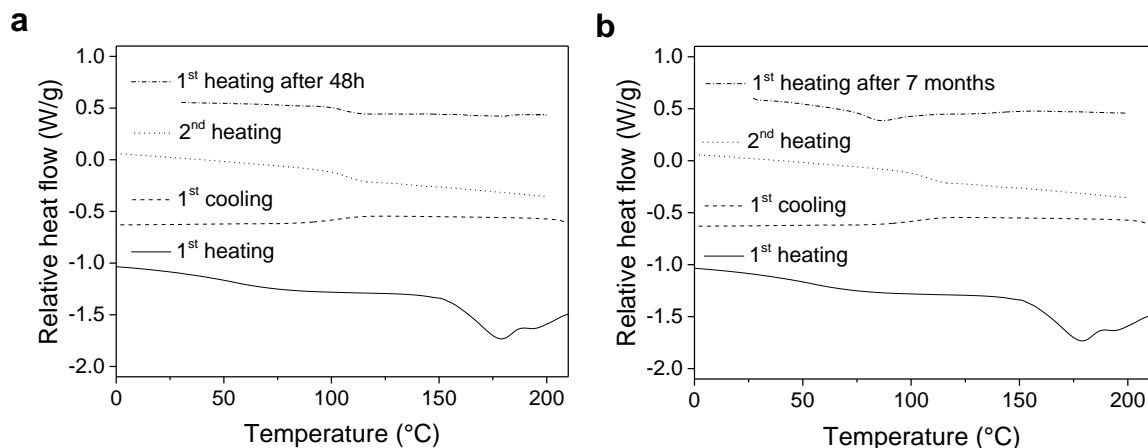 a
1.0
0.5
0.0
-0.5
-1.0
-1.5
-2.0
Relative heat flow (W/g)
1st heating after 48h
2nd heating
1st cooling
1st heating
0 50 100 150 200
Temperature (°C)
b
1.0
0.5
0.0
-0.5
-1.0
-1.5
-2.0
Relative heat flow (W/g)
1st heating after 7 months
2nd heating
1st cooling
1st heating
0 50 100 150 200
Temperature (°C)